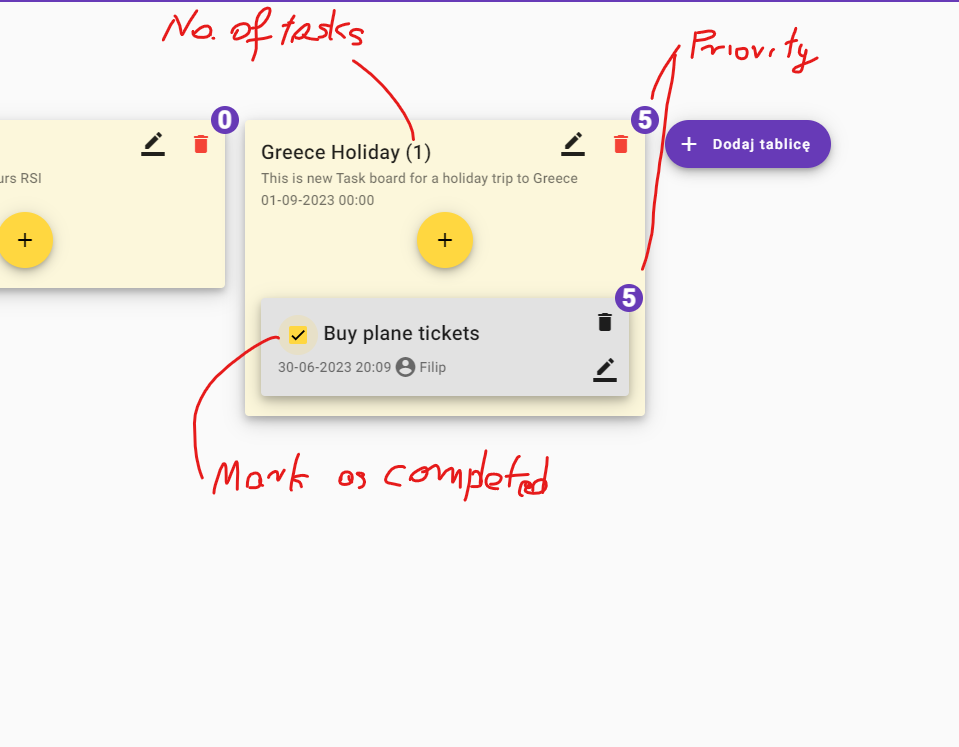 No. of tasks
Priority
0
5
Greece Holiday (1)
Dodaj tablicę
urs RSI
This is new Task board for a holiday trip to Greece
01-09-2023 00:00
+
+
5
Buy plane tickets
30-06-2023 20:09 Filip
Mark as completed